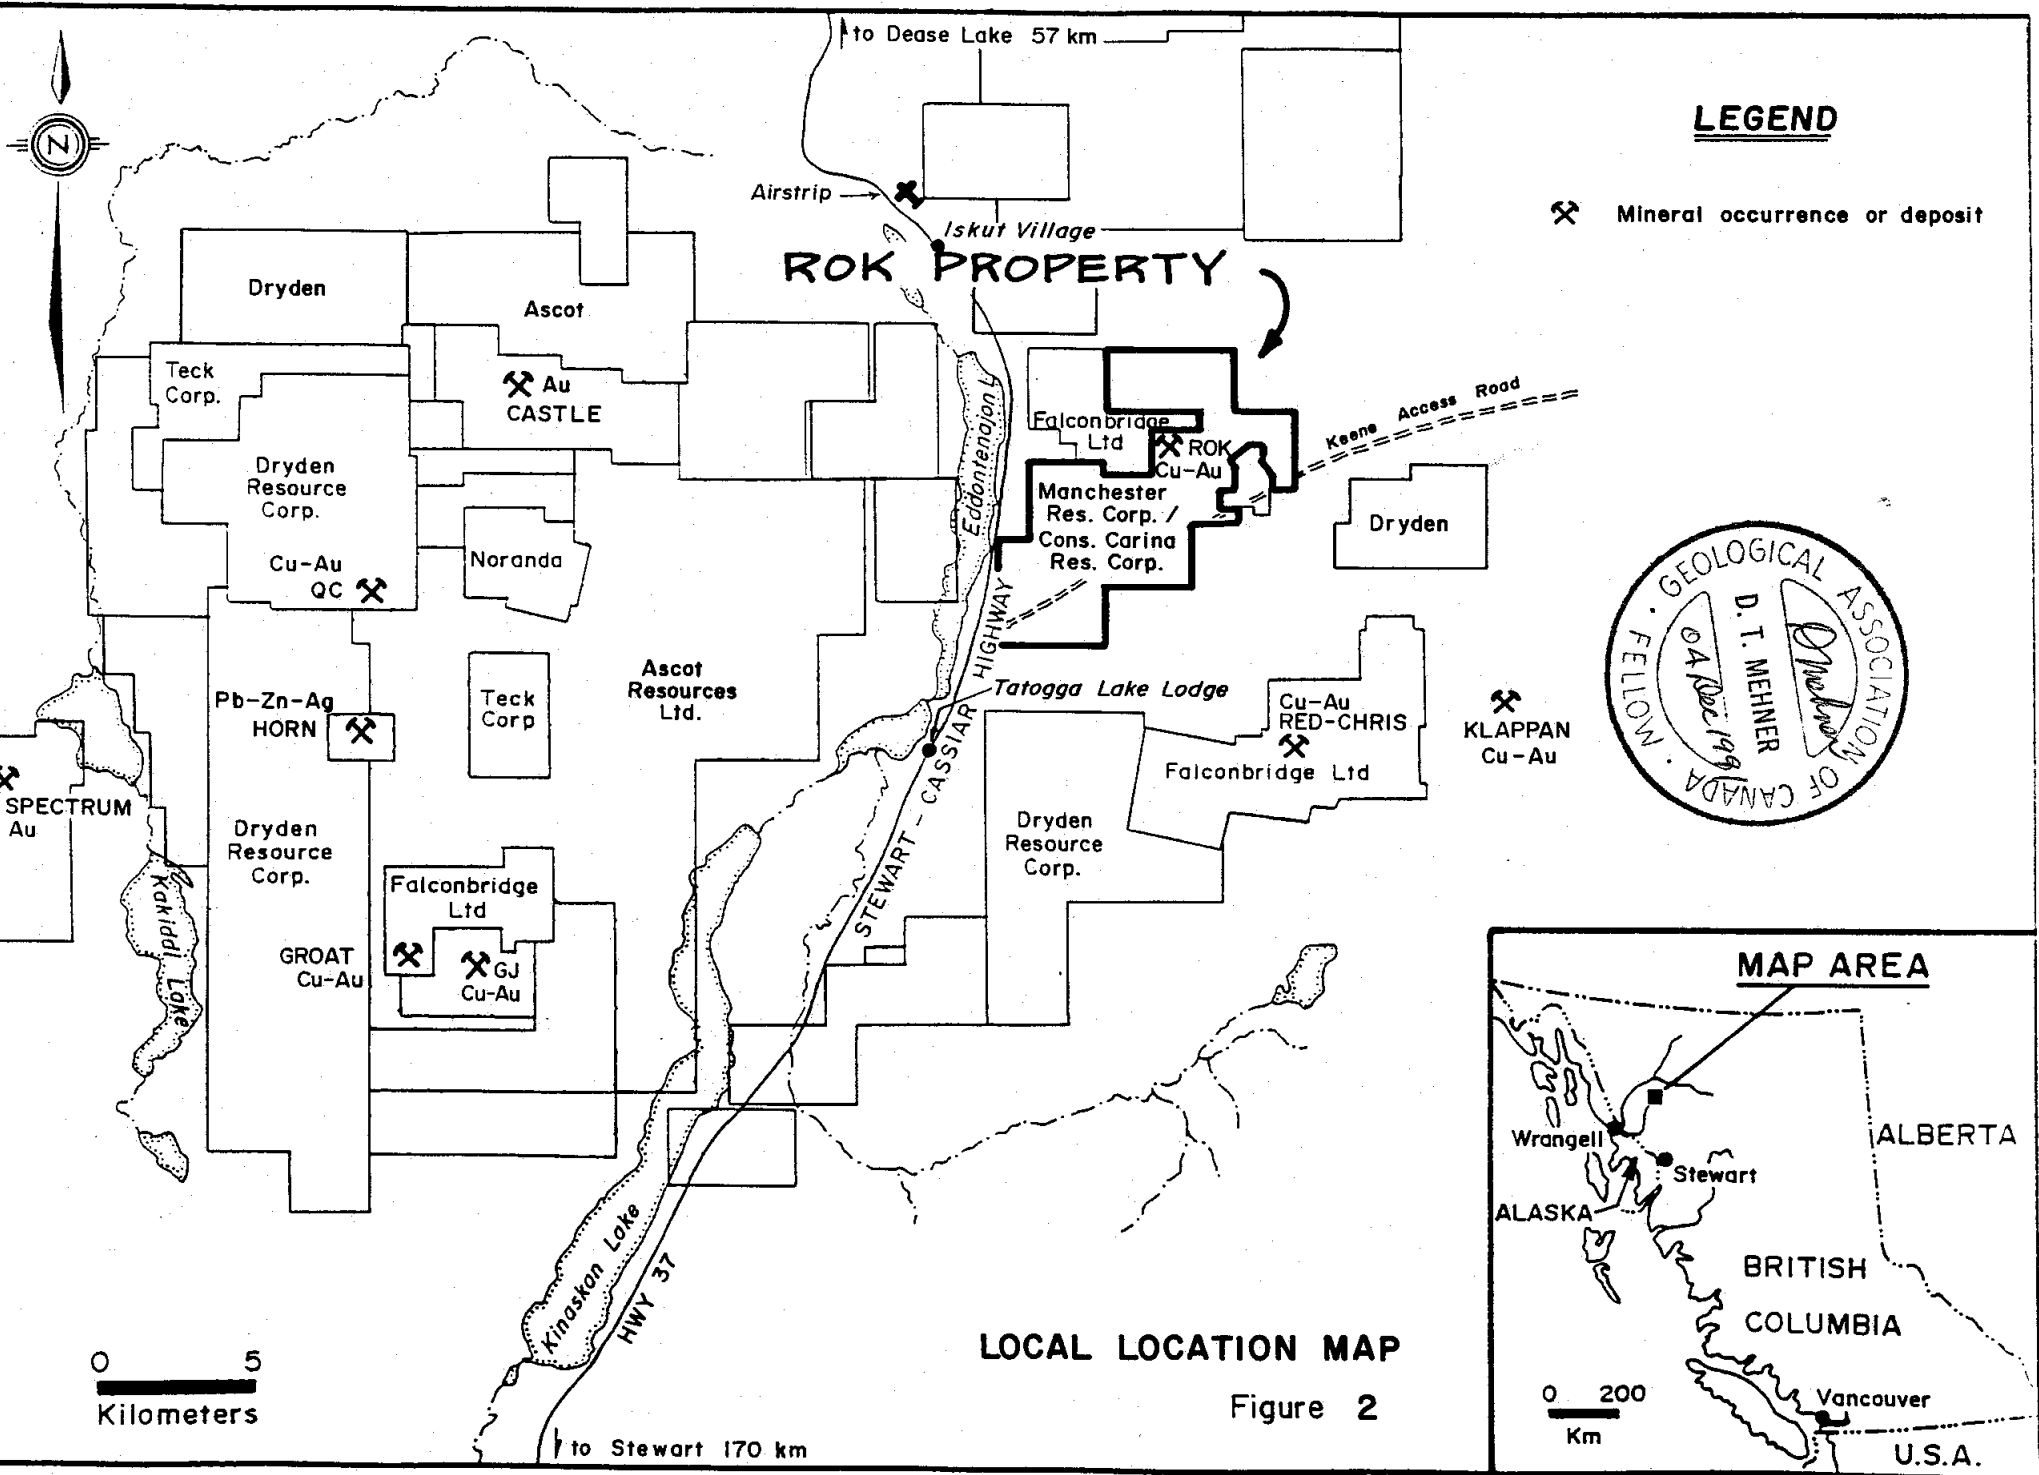 to Dease Lake 57 km
N
LEGEND
Mineral occurrence or deposit
Airstrip
Iskut Village
ROK PROPERTY
Dryden
Ascot
Teck
Corp.
Au
CASTLE
Eddontenajon L
Falconbridge
Ltd
ROK
Cu-Au
Keene Access Road
Dryden
Resource
Corp.
Manchester
Res. Corp. /
Cons. Carina
Res. Corp.
Dryden
Cu-Au
QC
Noranda
GEOLOGICAL ASSOCIATION OF CANADA
FELLOW
D. T. MEHNER
04 Dec 1991
Pb-Zn-Ag
HORN
Teck
Corp
Ascot
Resources
Ltd.
STEWART-CASSIAR HIGHWAY
Tatogga Lake Lodge
Cu-Au
RED-CHRIS
Falconbridge Ltd
KLAPPAN
Cu-Au
SPECTRUM
Au
Dryden
Resource
Corp.
Dryden
Resource
Corp.
Kakiddi Lake
Falconbridge
Ltd
GROAT
Cu-Au
GJ
Cu-Au
MAP AREA
Wrangell
ALBERTA
Stewart
ALASKA
BRITISH
COLUMBIA
Vancouver
U.S.A.
0 200
Km
Kinaskan Lake
HWY 37
0 5
Kilometers
LOCAL LOCATION MAP
Figure 2
to Stewart 170 km